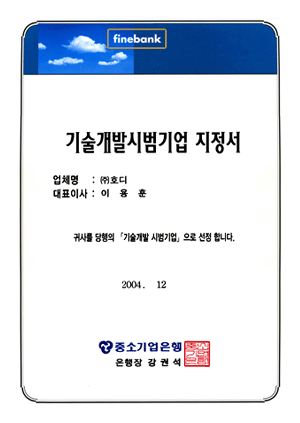 finebank
기술개발시범기업 지정서
업체명 : ㈜호디
대표이사 : 이 용 훈
귀사를 당행의 「기술개발 시범기업」으로 선정 합니다.
2004. 12
중소기업은행
은행장 강 권 석